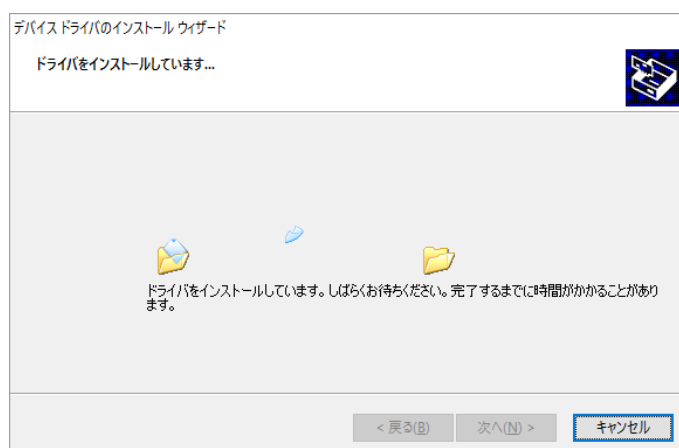 デバイス ドライバのインストール ウィザード
ドライバをインストールしています...
ドライバをインストールしています。しばらくお待ちください。完了するまでに時間がかかることがあり
ます。
< 戻る(B)
次へ(N) >
キャンセル